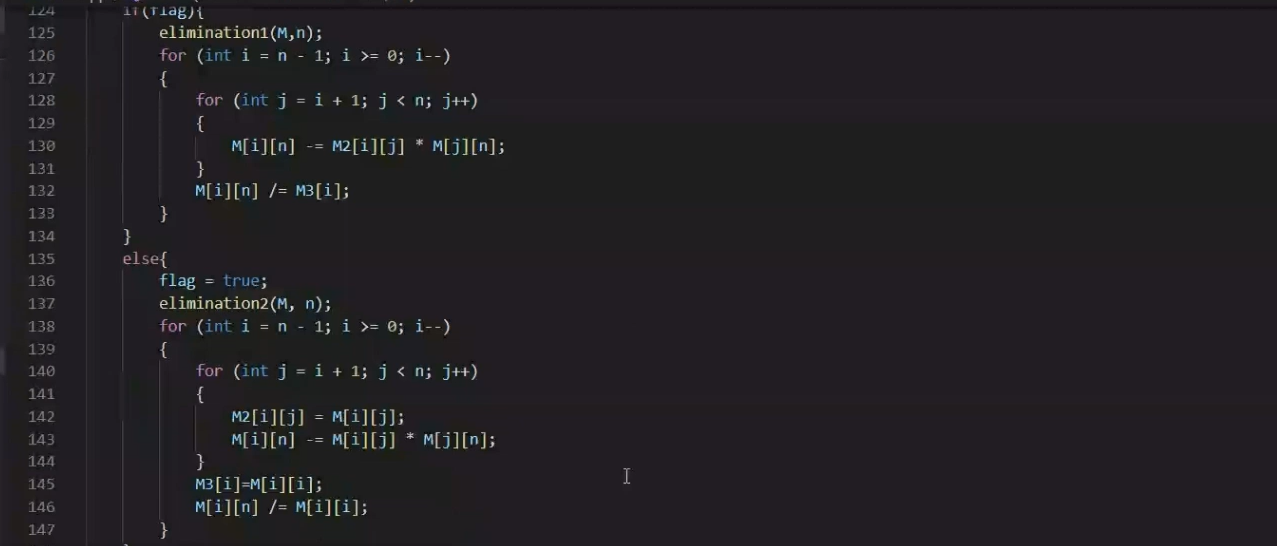 124 if(flag){
125 elimination1(M,n);
126 for (int i = n - 1; i >= 0; i--)
127 {
128 for (int j = i + 1; j < n; j++)
129 {
130 M[i][n] -= M2[i][j] * M[j][n];
131 }
132 M[i][n] /= M3[i];
133 }
134 }
135 else{
136 flag = true;
137 elimination2(M, n);
138 for (int i = n - 1; i >= 0; i--)
139 {
140 for (int j = i + 1; j < n; j++)
141 {
142 M2[i][j] = M[i][j];
143 M[i][n] -= M[i][j] * M[j][n];
144 }
145 M3[i]=M[i][i];
146 M[i][n] /= M[i][i];
147 }